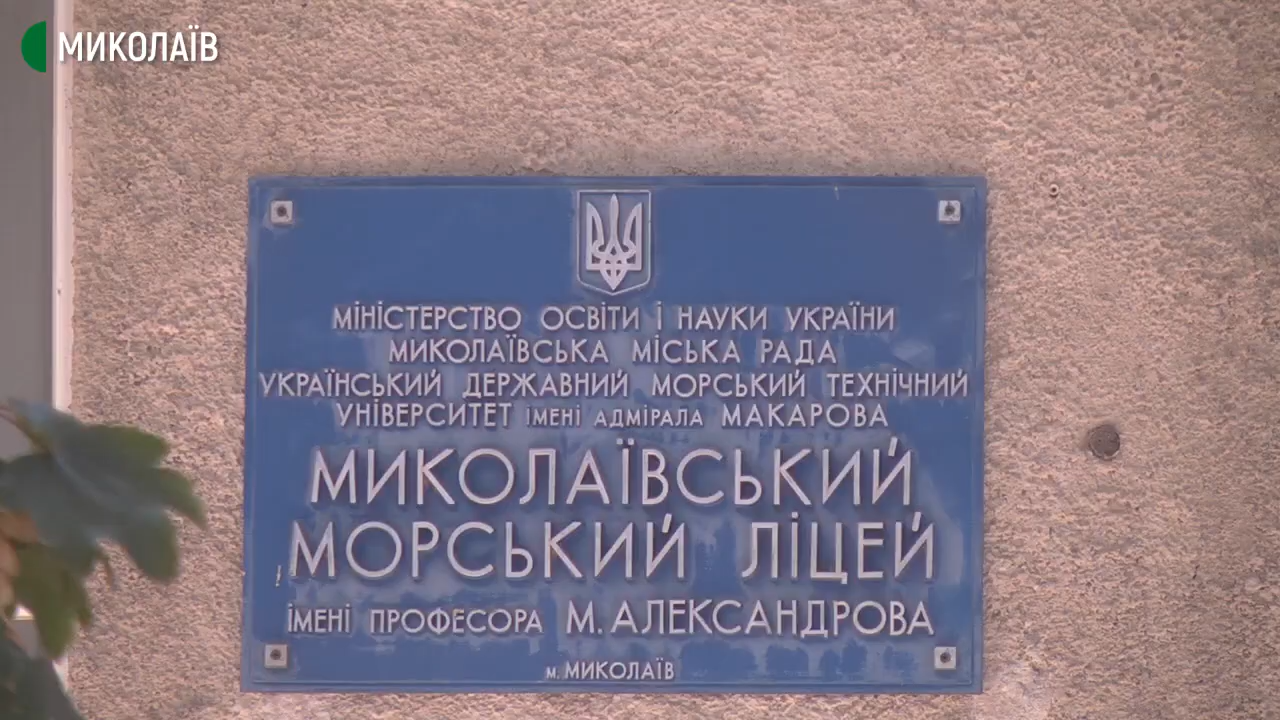 МИКОЛАЇВ
МІНІСТЕРСТВО ОСВІТИ І НАУКИ УКРАЇНИ
МИКОЛАЇВСЬКА МІСЬКА РАДА
УКРАЇНСЬКИЙ ДЕРЖАВНИЙ МОРСЬКИЙ ТЕХНІЧНИЙ
УНІВЕРСИТЕТ ІМЕНІ АДМІРАЛА МАКАРОВА
МИКОЛАЇВСЬКИЙ
МОРСЬКИЙ ЛІЦЕЙ
ІМЕНІ ПРОФЕСОРА М. АЛЕКСАНДРОВА
М. МИКОЛАЇВ